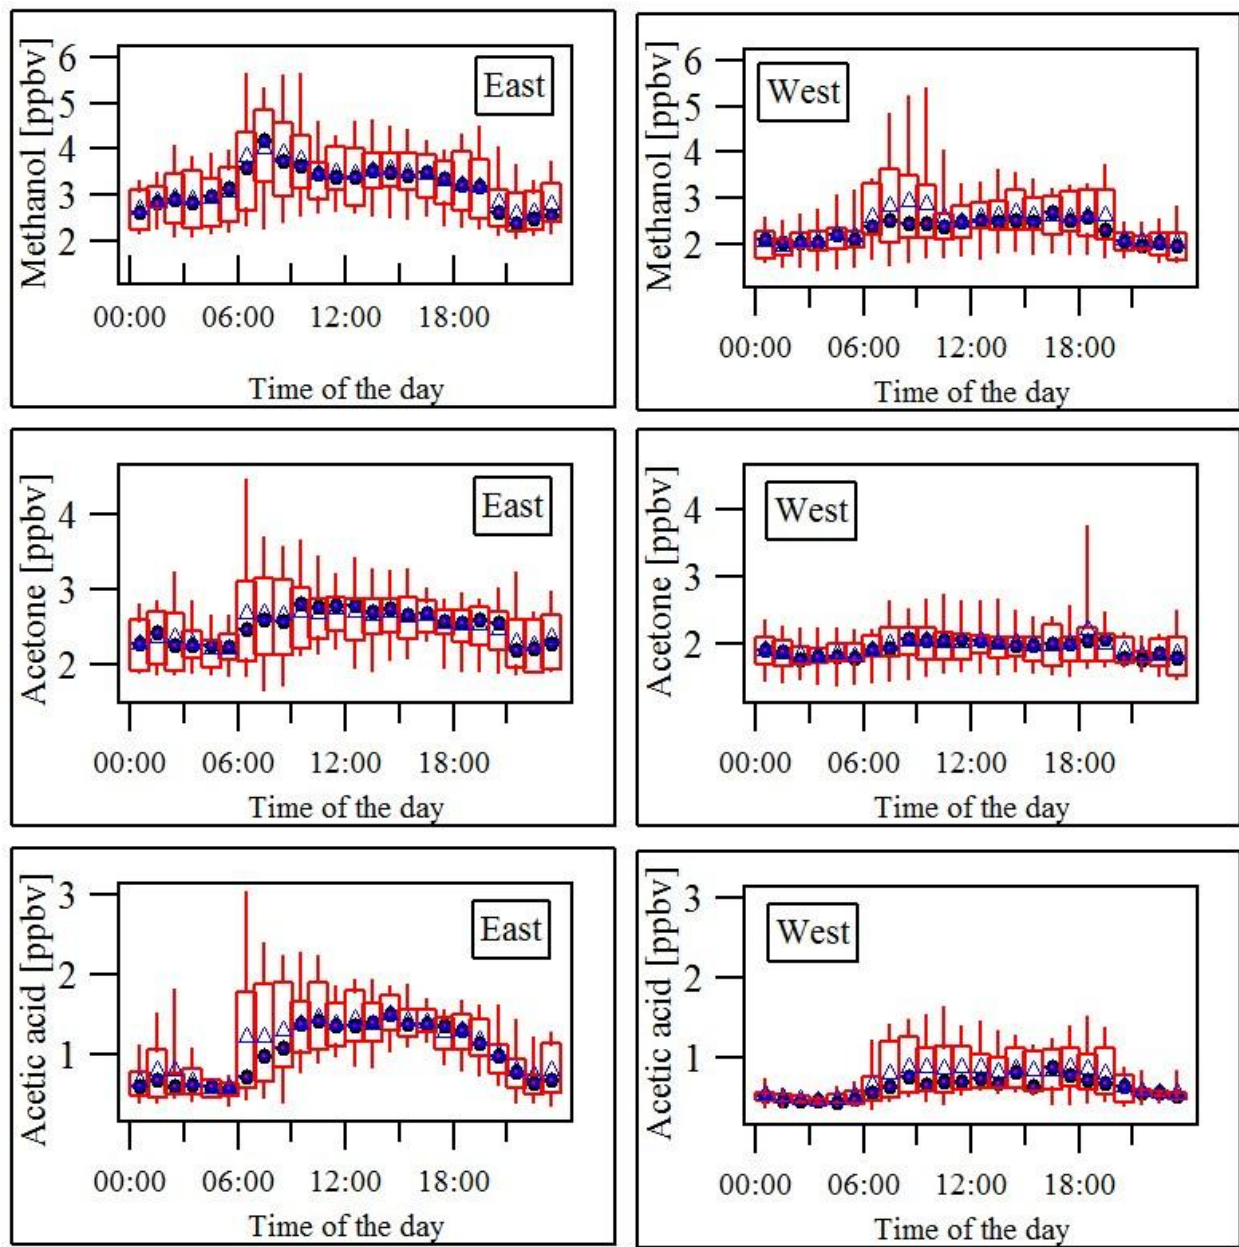 Methanol [ppbv]
6
5
4
3
2
East
00:00 06:00 12:00 18:00
Time of the day
Methanol [ppbv]
6
5
4
3
2
West
00:00 06:00 12:00 18:00
Time of the day
Acetone [ppbv]
4
3
2
East
00:00 06:00 12:00 18:00
Time of the day
Acetone [ppbv]
4
3
2
West
00:00 06:00 12:00 18:00
Time of the day
Acetic acid [ppbv]
3
2
1
East
00:00 06:00 12:00 18:00
Time of the day
Acetic acid [ppbv]
3
2
1
West
00:00 06:00 12:00 18:00
Time of the day